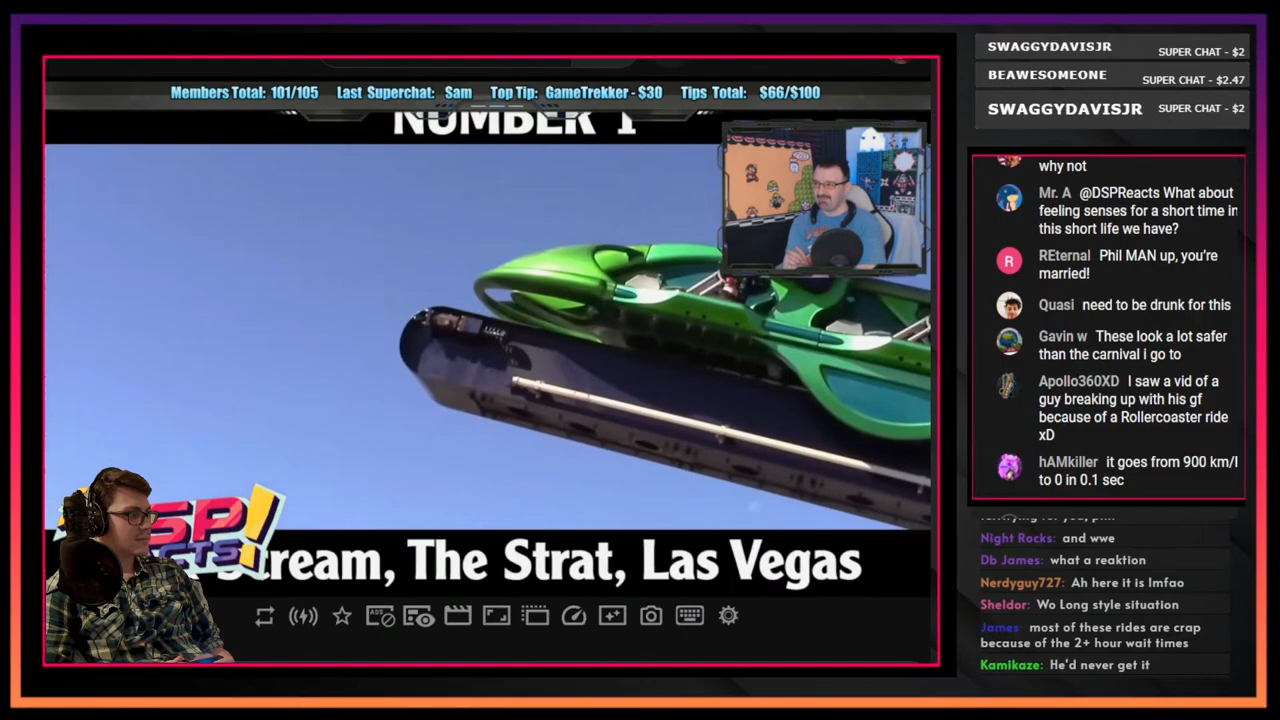 Members Total: 101/105 Last Superchat: Sam Top Tip: GameTrekker - $30 Tips Total: $66/$100
NUMBER 1
cream, The Strat, Las Vegas
SWAGGYDAVISJR SUPER CHAT - $2
BEAWESOMEONE SUPER CHAT - $2.47
SWAGGYDAVISJR SUPER CHAT - $2
why not
Mr. A @DSPReacts What about
feeling senses for a short time in
this short life we have?
R
REternal Phil MAN up, you're
married!
Quasi need to be drunk for this
Gavin w These look a lot safer
than the carnival i go to
Apollo360XD I saw a vid of a
guy breaking up with his gf
because of a Rollercoaster ride
xD
hAMkiller it goes from 900 km/
to 0 in 0.1 sec
Night Rocks: and wwe
Db James: what a reaktion
Nerdyguy727: Ah here it is lmfao
Sheldor: Wo Long style situation
James: most of these rides are crap
because of the 2+ hour wait times
Kamikaze: He'd never get it